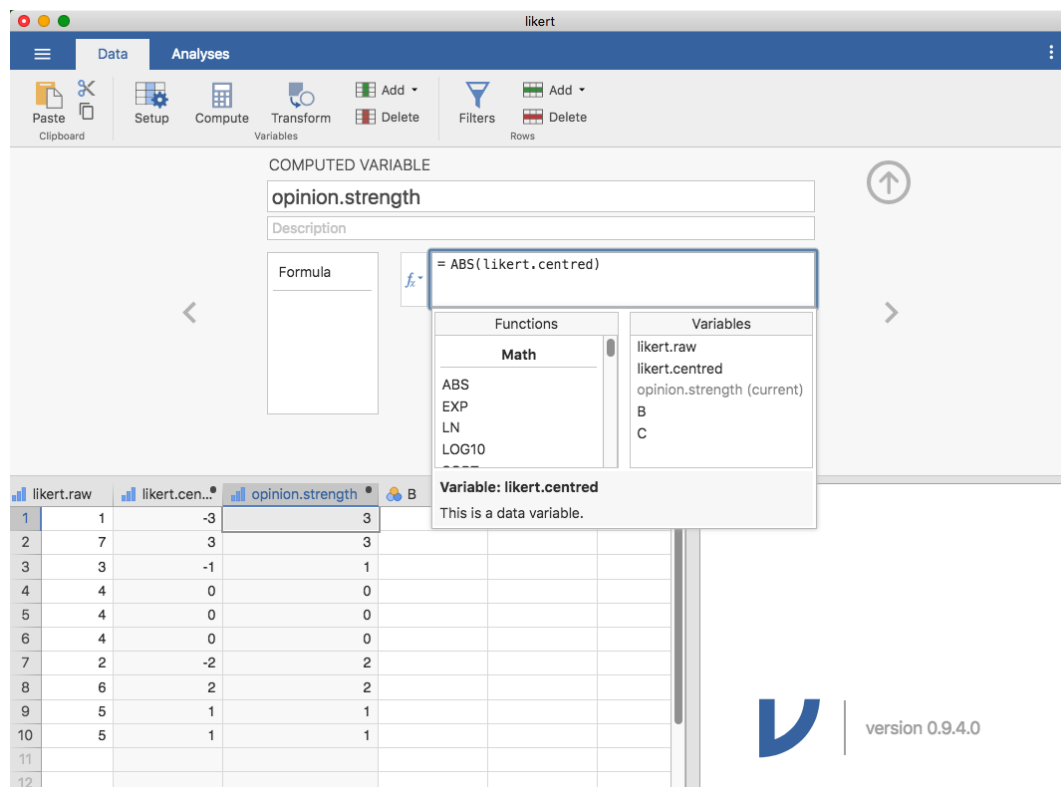 likert
Data Analyses
Paste Setup Compute Transform Add Delete Filters Add Delete
Clipboard Variables Rows
COMPUTED VARIABLE
opinion.strength
Description
Formula
fx
= ABS(likert.centred)
Functions Variables
Math
ABS
EXP
LN
LOG10
likert.raw
likert.centred
opinion.strength (current)
B
C
Variable: likert.centred
This is a data variable.
likert.raw likert.cen... opinion.strength B
1 1 -3 3
2 7 3 3
3 3 -1 1
4 4 0 0
5 4 0 0
6 4 0 0
7 2 -2 2
8 6 2 2
9 5 1 1
10 5 1 1
11
12
version 0.9.4.0